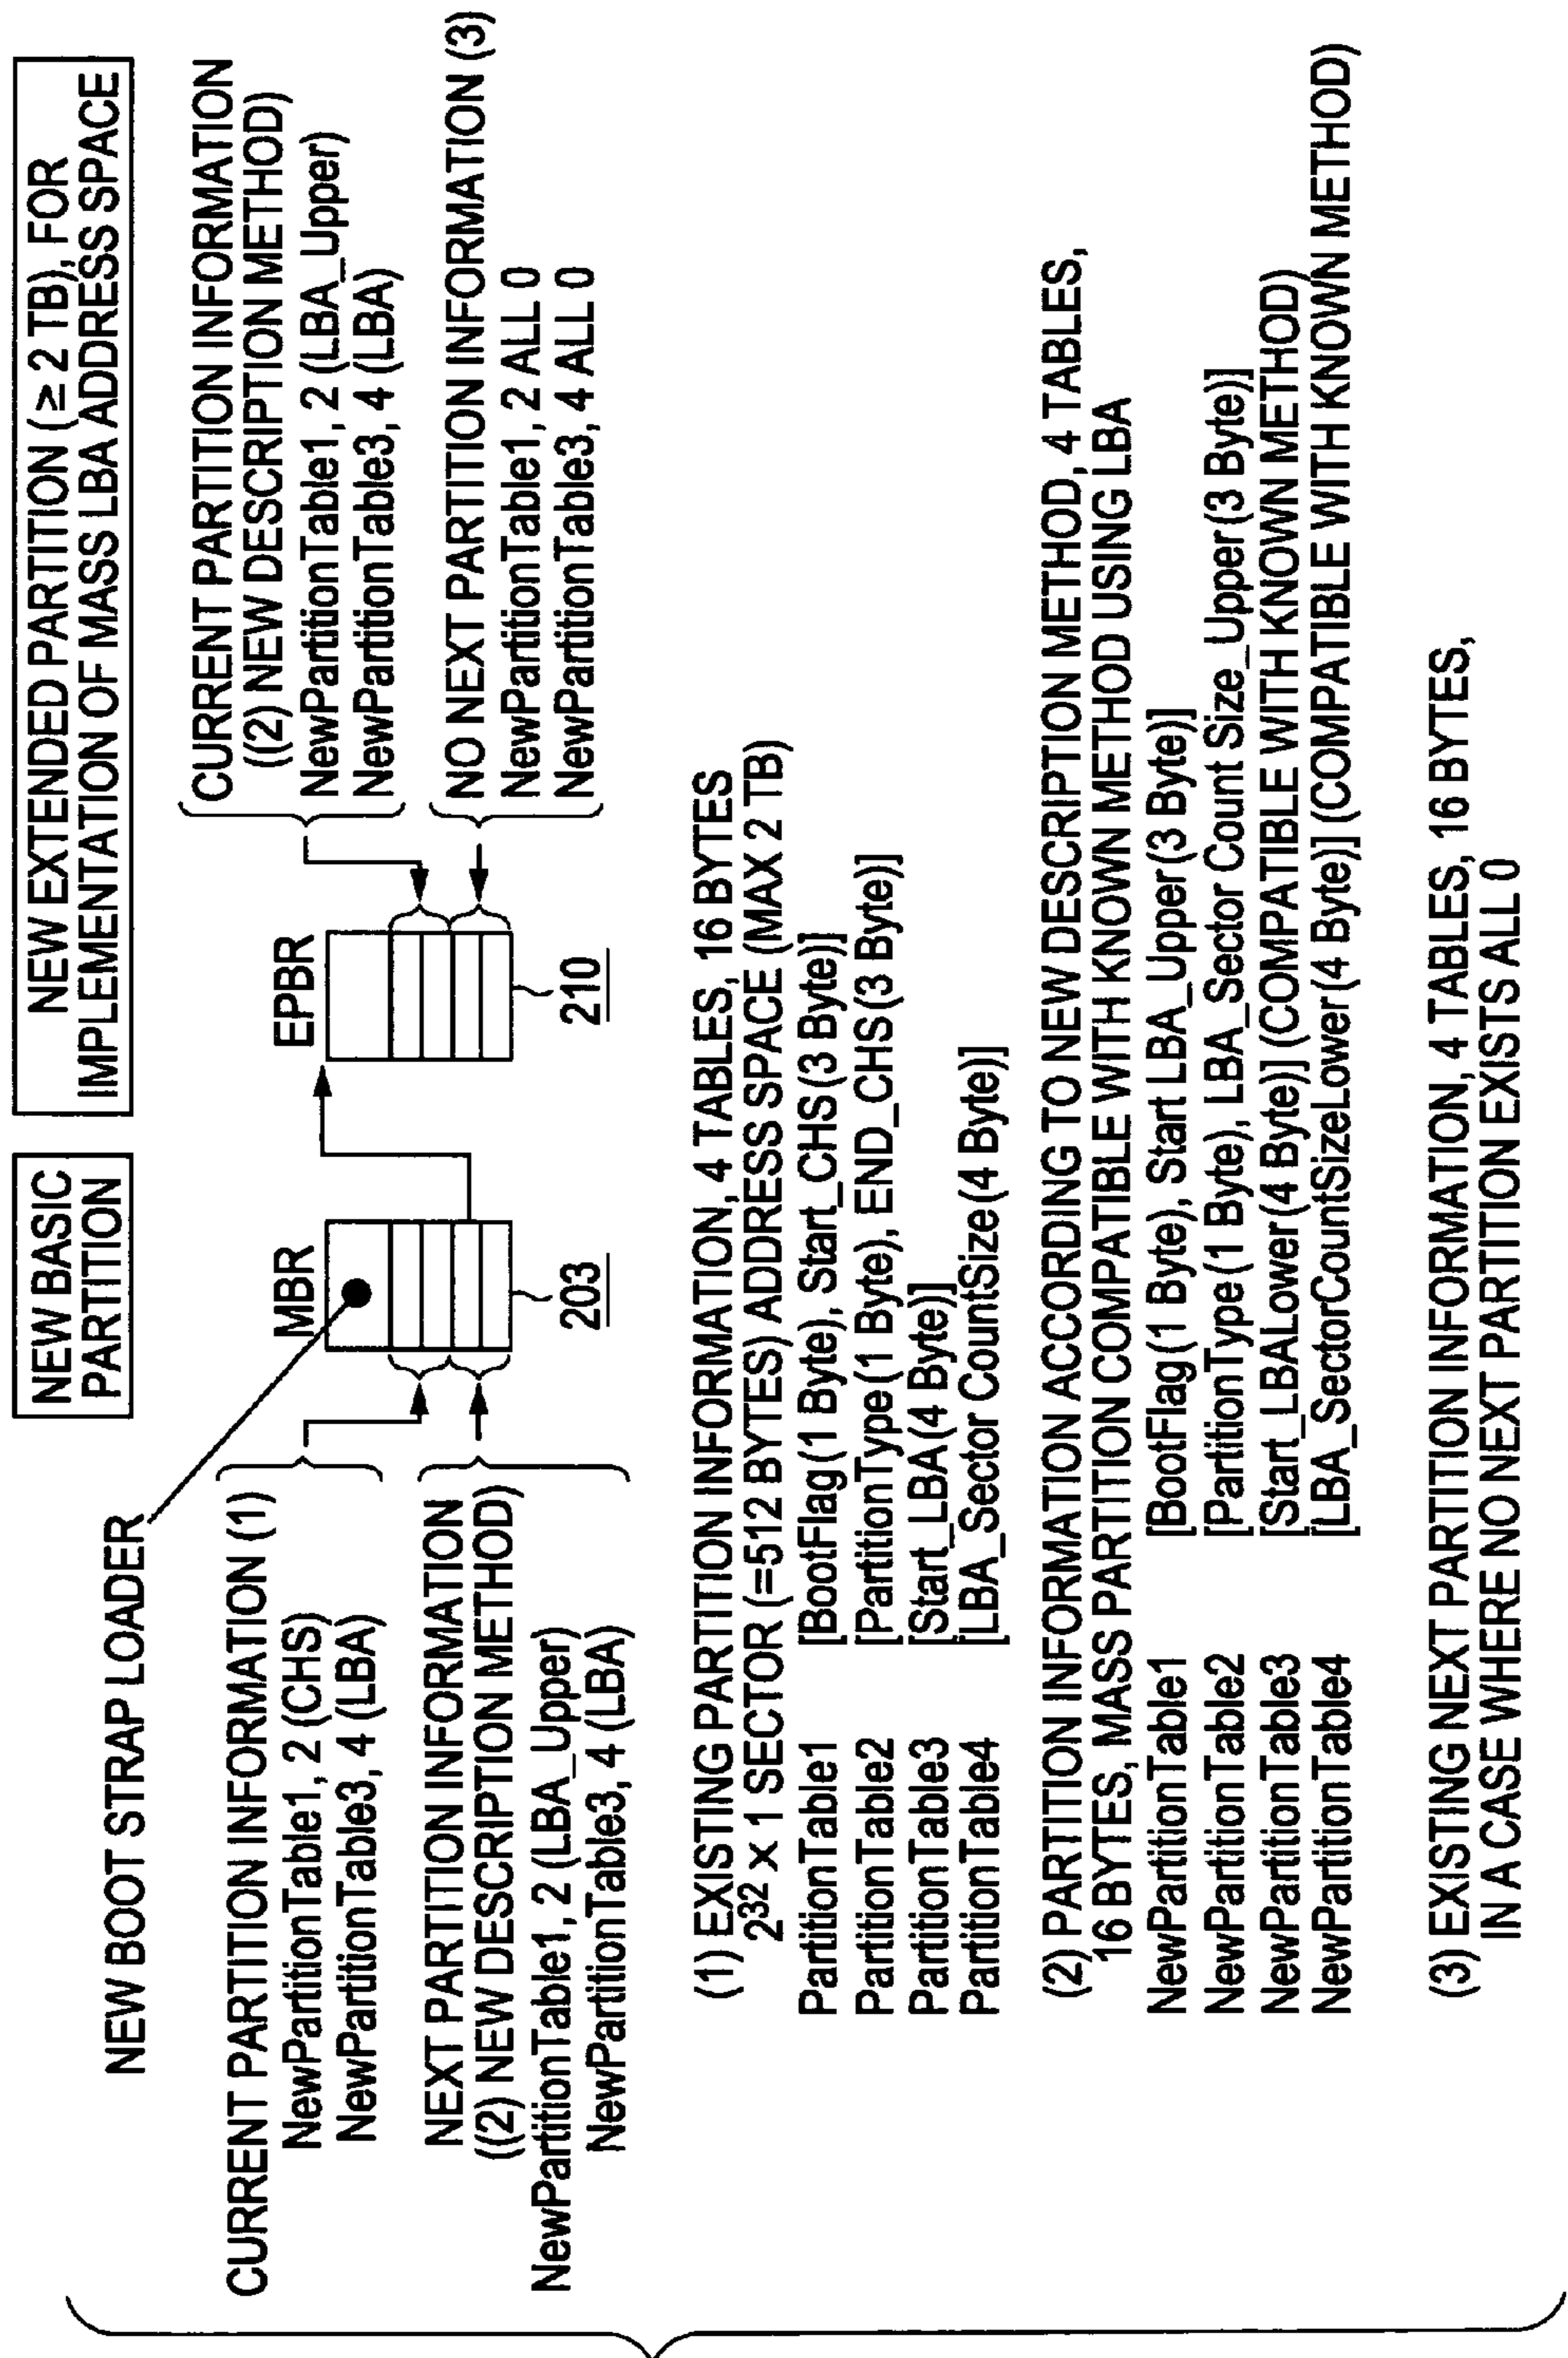 NEW BASIC
PARTITION
NEW EXTENDED PARTITION (≥ 2 TB), FOR
IMPLEMENTATION OF MASS LBA ADDRESS SPACE
NEW BOOT STRAP LOADER
CURRENT PARTITION INFORMATION (1)
NewPartitionTable1, 2 (CHS)
NewPartitionTable3, 4 (LBA)
NEXT PARTITION INFORMATION
((2) NEW DESCRIPTION METHOD)
NewPartitionTable1, 2 (LBA_Upper)
NewPartitionTable3, 4 (LBA)
MBR
203
EPBR
210
CURRENT PARTITION INFORMATION
((2) NEW DESCRIPTION METHOD)
NewPartitionTable1, 2 (LBA_Upper)
NewPartitionTable3, 4 (LBA)
NO NEXT PARTITION INFORMATION (3)
NewPartitionTable1, 2 ALL 0
NewPartitionTable3, 4 ALL 0
(1) EXISTING PARTITION INFORMATION, 4 TABLES, 16 BYTES
2³² × 1 SECTOR (=512 BYTES) ADDRESS SPACE (MAX 2 TB)
PartitionTable1 [BootFlag(1 Byte), Start_CHS(3 Byte)]
PartitionTable2 [PartitionType(1 Byte), END_CHS(3 Byte)]
PartitionTable3 [Start_LBA(4 Byte)]
PartitionTable4 [LBA_Sector CountSize(4 Byte)]
(2) PARTITION INFORMATION ACCORDING TO NEW DESCRIPTION METHOD, 4 TABLES,
16 BYTES, MASS PARTITION COMPATIBLE WITH KNOWN METHOD USING LBA
NewPartitionTable1 [BootFlag(1 Byte), Start LBA_Upper(3 Byte)]
NewPartitionTable2 [PartitionType(1 Byte), LBA_Sector Count Size_Upper(3 Byte)]
NewPartitionTable3 [Start_LBALower(4 Byte)] (COMPATIBLE WITH KNOWN METHOD)
NewPartitionTable4 [LBA_SectorCountSizeLower(4 Byte)] (COMPATIBLE WITH KNOWN METHOD)
(3) EXISTING NEXT PARTITION INFORMATION, 4 TABLES, 16 BYTES,
IN A CASE WHERE NO NEXT PARTITION EXISTS ALL 0